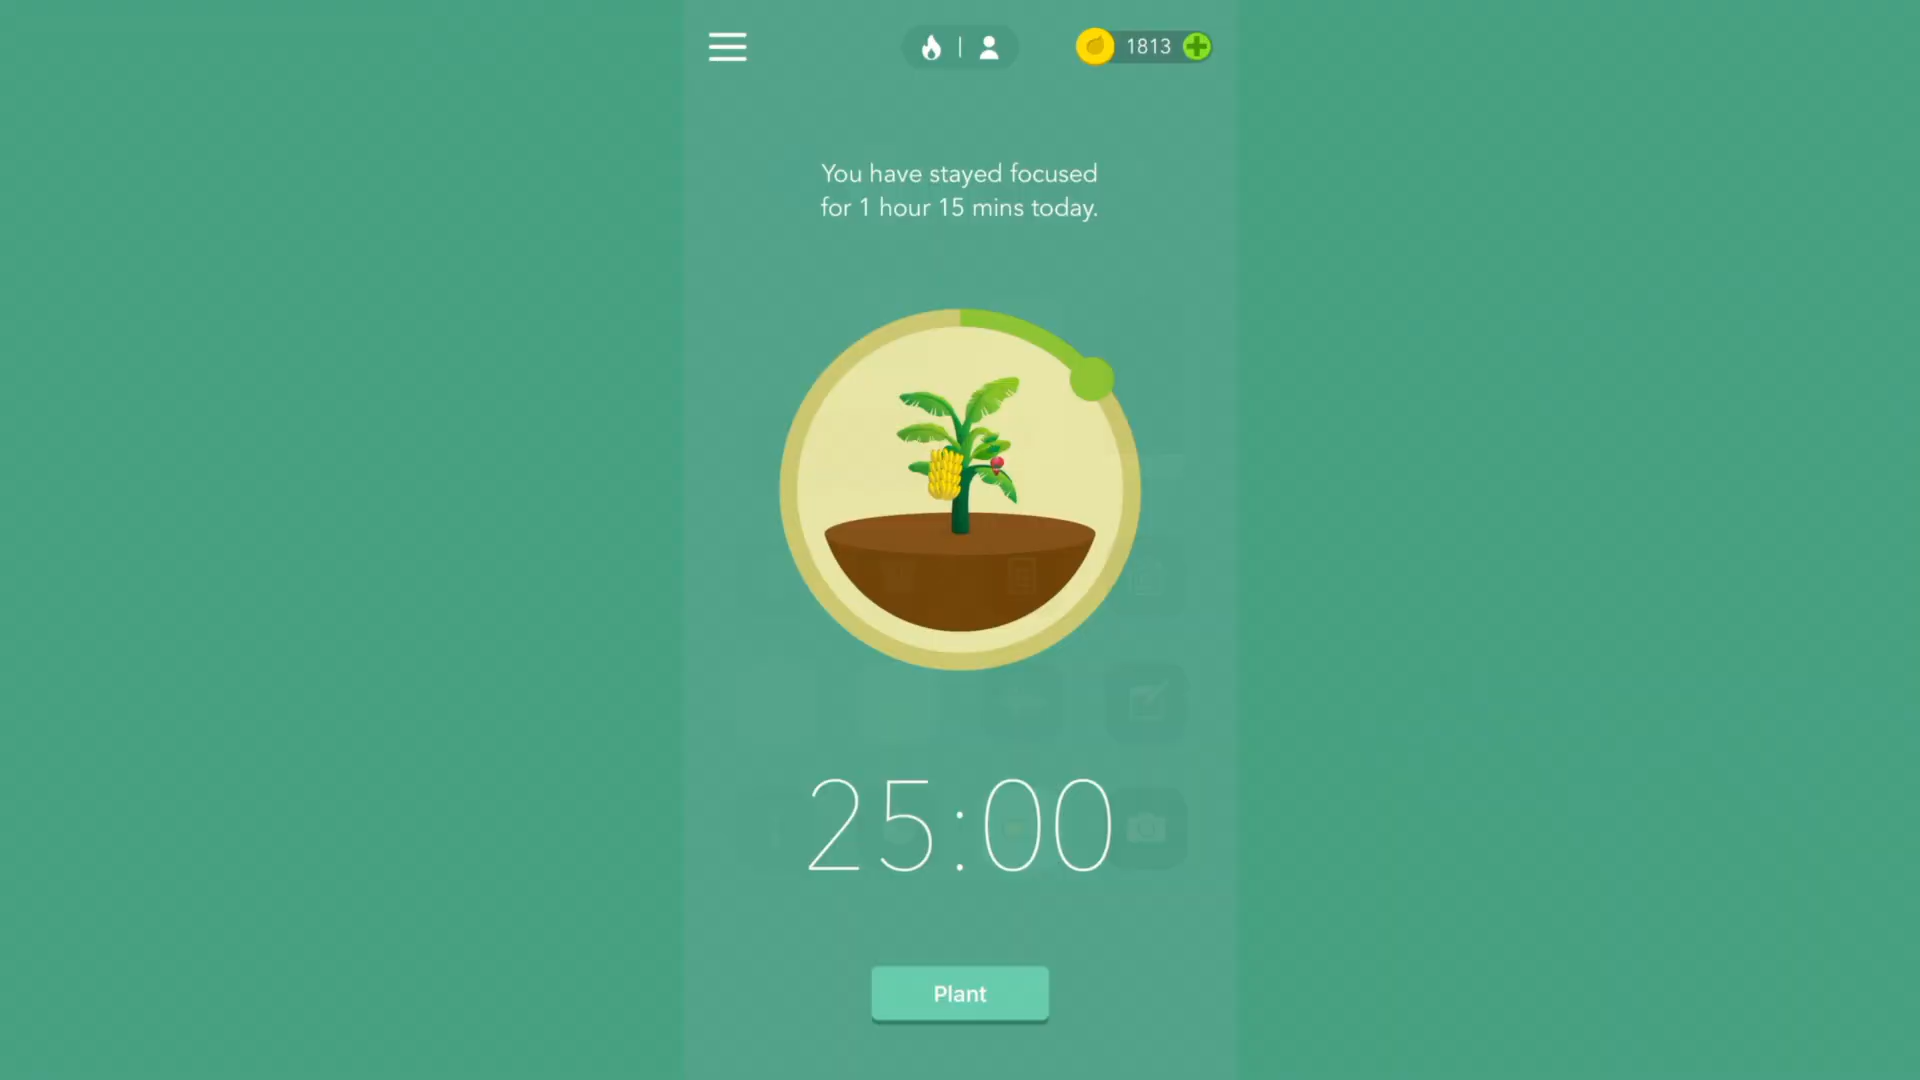 1813
You have stayed focused
for 1 hour 15 mins today.
25:00
Plant